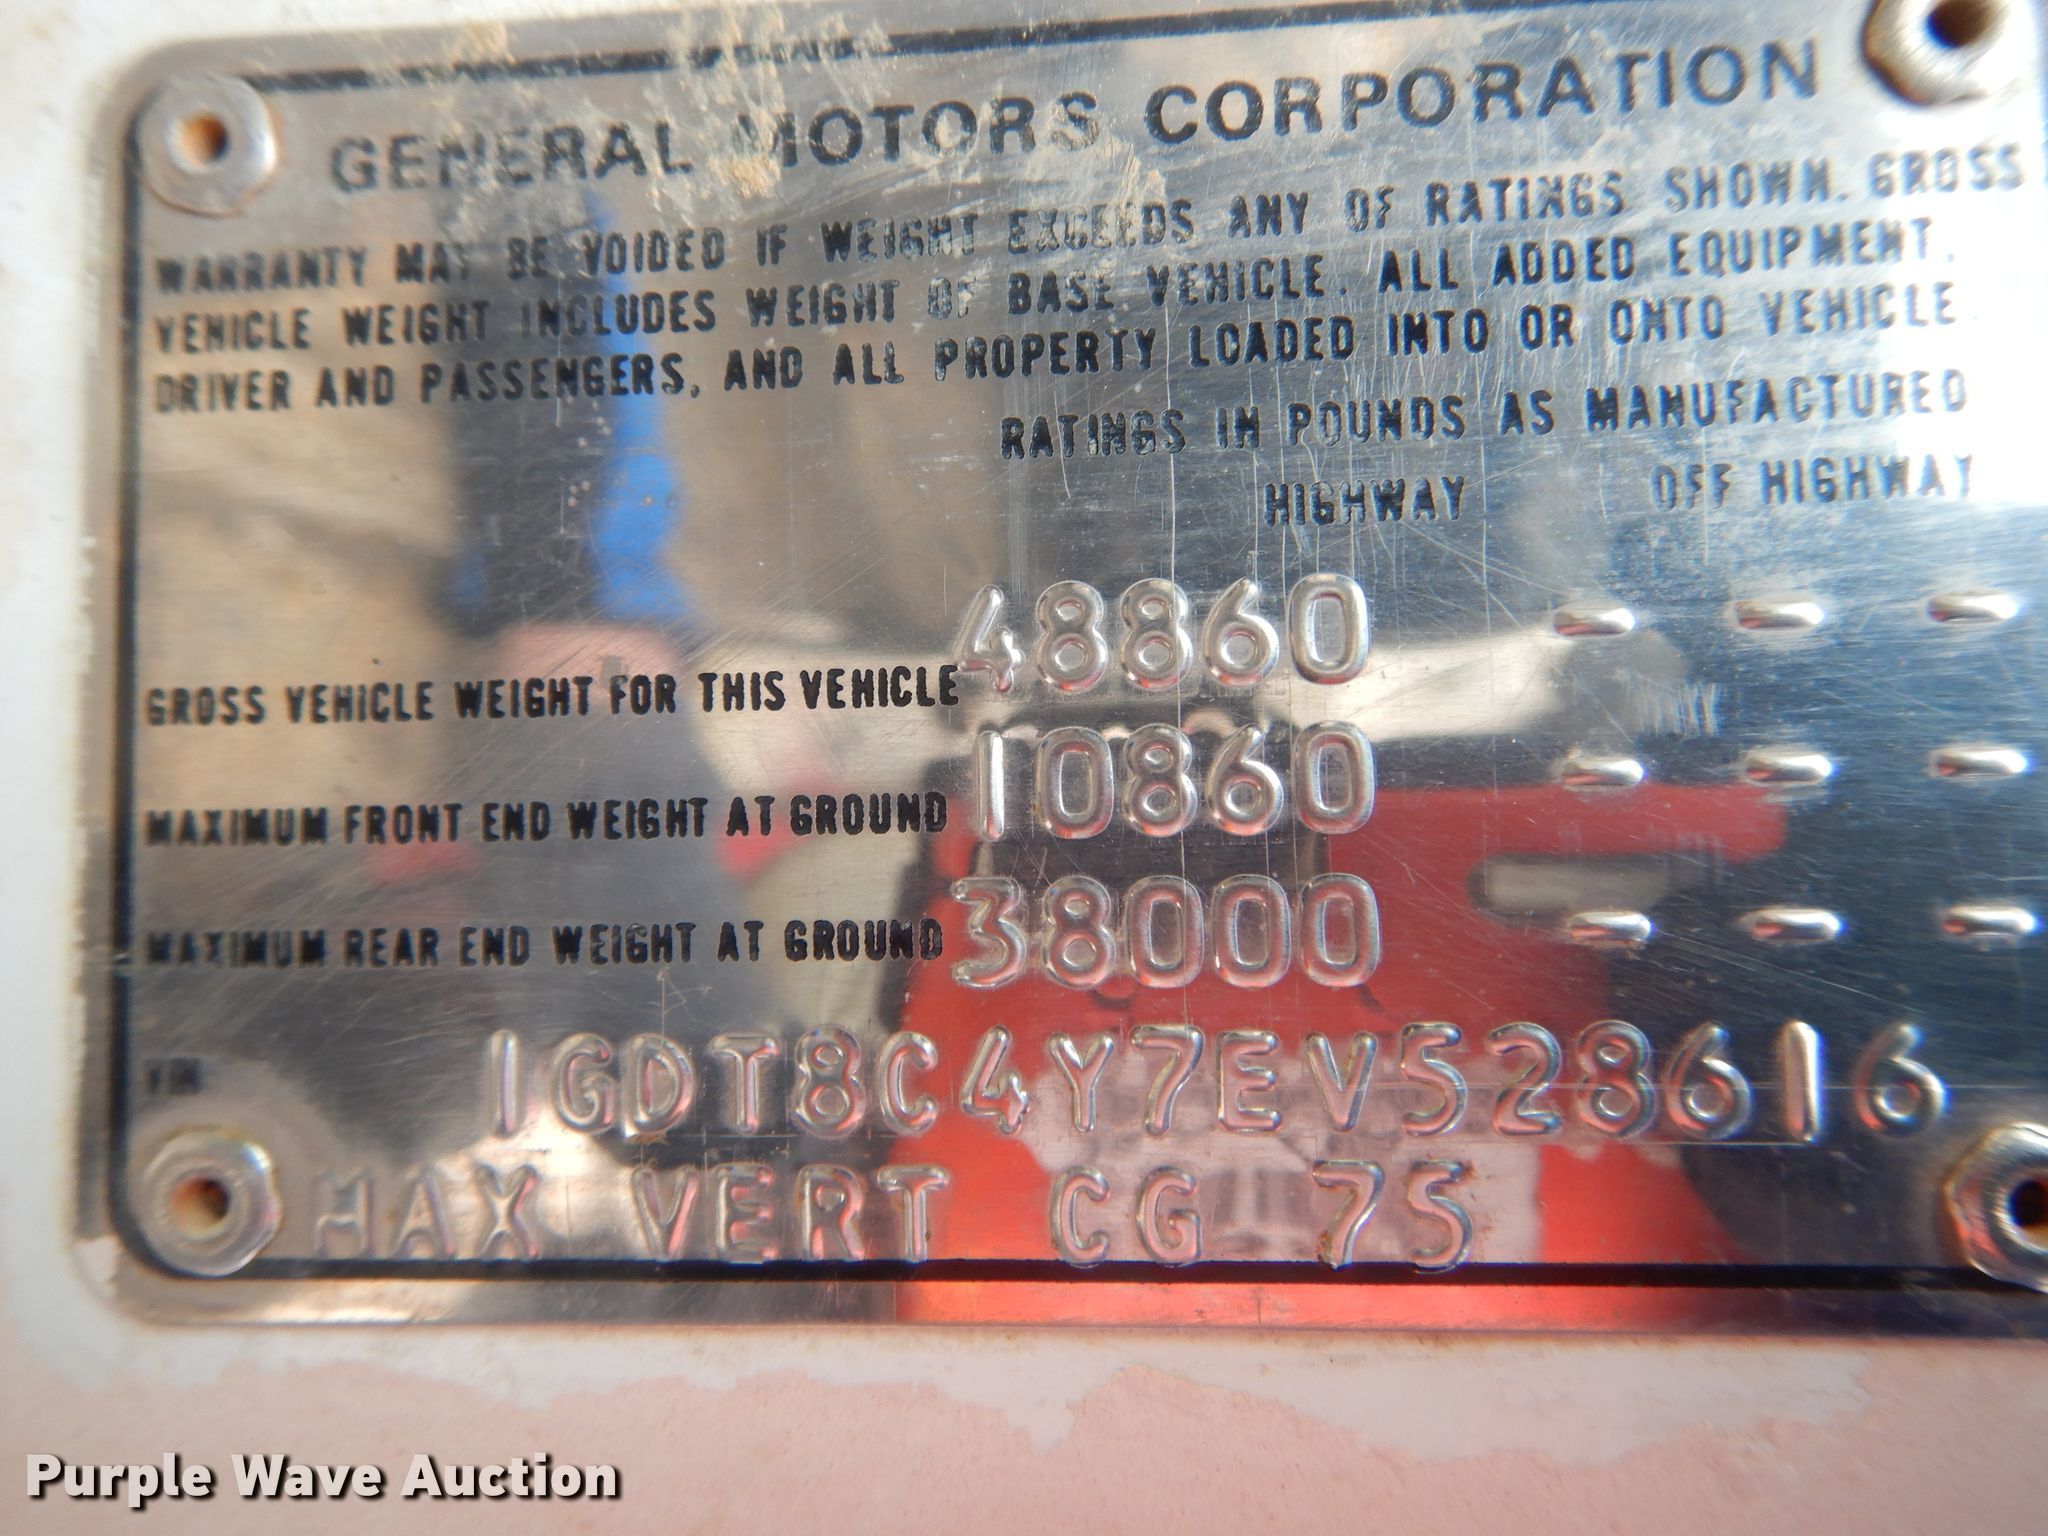 GENERAL MOTORS CORPORATION
WARRANTY MAY BE VOIDED IF WEIGHT EXCEEDS ANY OF RATINGS SHOWN. GROSS
VEHICLE WEIGHT INCLUDES WEIGHT OF BASE VEHICLE. ALL ADDED EQUIPMENT,
DRIVER AND PASSENGERS, AND ALL PROPERTY LOADED INTO OR ONTO VEHICLE
RATINGS IN POUNDS AS MANUFACTURED
HIGHWAY OFF HIGHWAY
GROSS VEHICLE WEIGHT FOR THIS VEHICLE 48860 - - -
MAXIMUM FRONT END WEIGHT AT GROUND 10860 - - -
MAXIMUM REAR END WEIGHT AT GROUND 38000 - - -
VIN 1GDT8C4Y7EV528616
MAX VERT CG 75
Purple Wave Auction